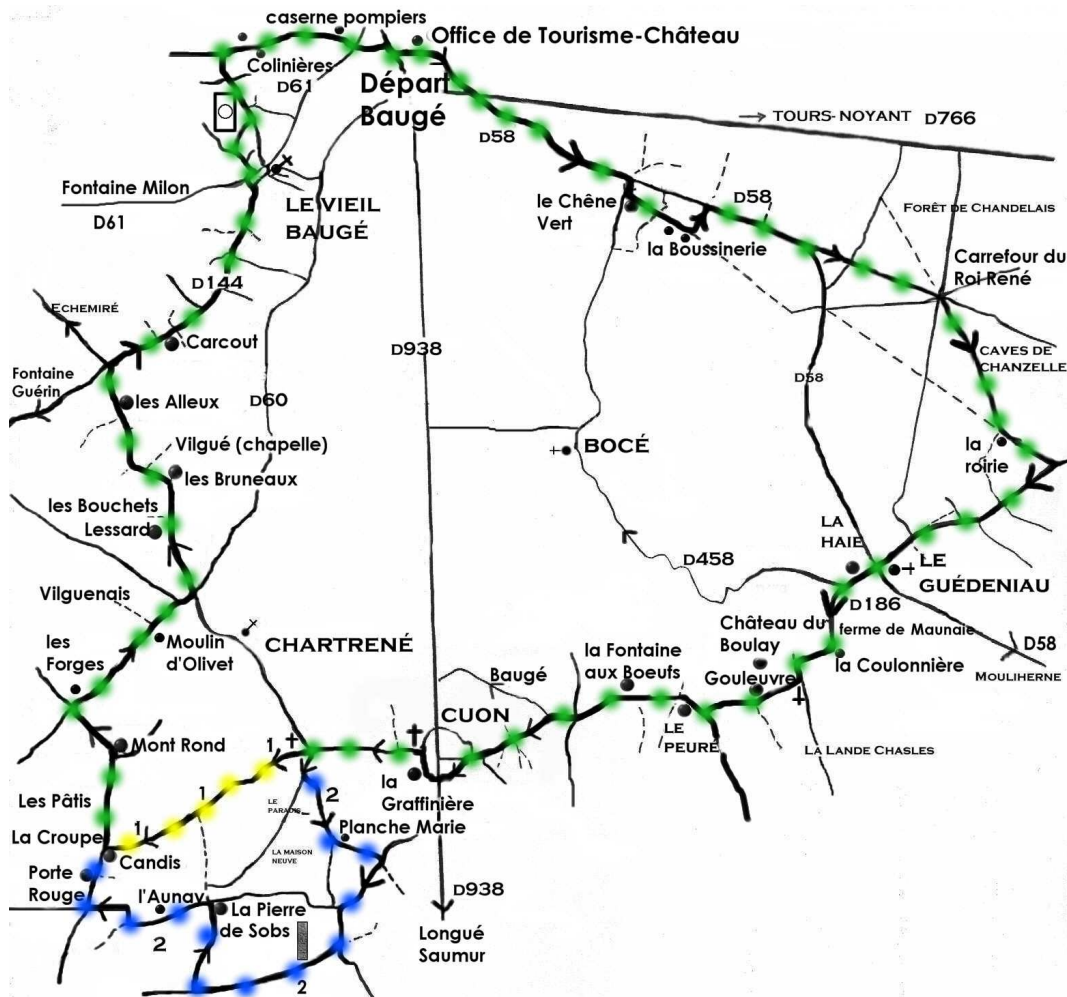 caserne pompiers
Office de Tourisme-Château
Colinières
D61
Départ
Baugé
D58
TOURS-NOYANT D766
Fontaine Milon
D61
LE VIEIL
BAUGÉ
le Chêne
Vert
D58
la Boussinerie
FORÊT DE CHANDELAIS
Carrefour du
Roi René
D144
ECHEMIRÉ
Carcout
D938
CAVES DE
CHANZELLE
Fontaine
Guérin
les Alleux
D60
D58
Vilgué (chapelle)
les Bruneaux
BOCÉ
la
roirie
les Bouchets
Lessard
LA
HAIE
D458
LE
GUÉDENIAU
Vilguenais
D186
CHARTRENÉ
Moulin
d'Olivet
les
Forges
Château du
Boulay
ferme de Maunaie
D58
la Fontaine
aux Boeufs
la Coulonnière
Baugé
Gouleuvre
MOULIHERNE
CUON
LE
PEURÉ
Mont Rond
1
LA LANDE CHASLES
la
Graffinière
Les Pâtis
1
2
LE
PARADIS
La Croupe
1
Planche Marie
Candis
LA MAISON
NEUVE
Porte
Rouge
l'Aunay
D938
La Pierre
de Sobs
2
Longué
Saumur
2